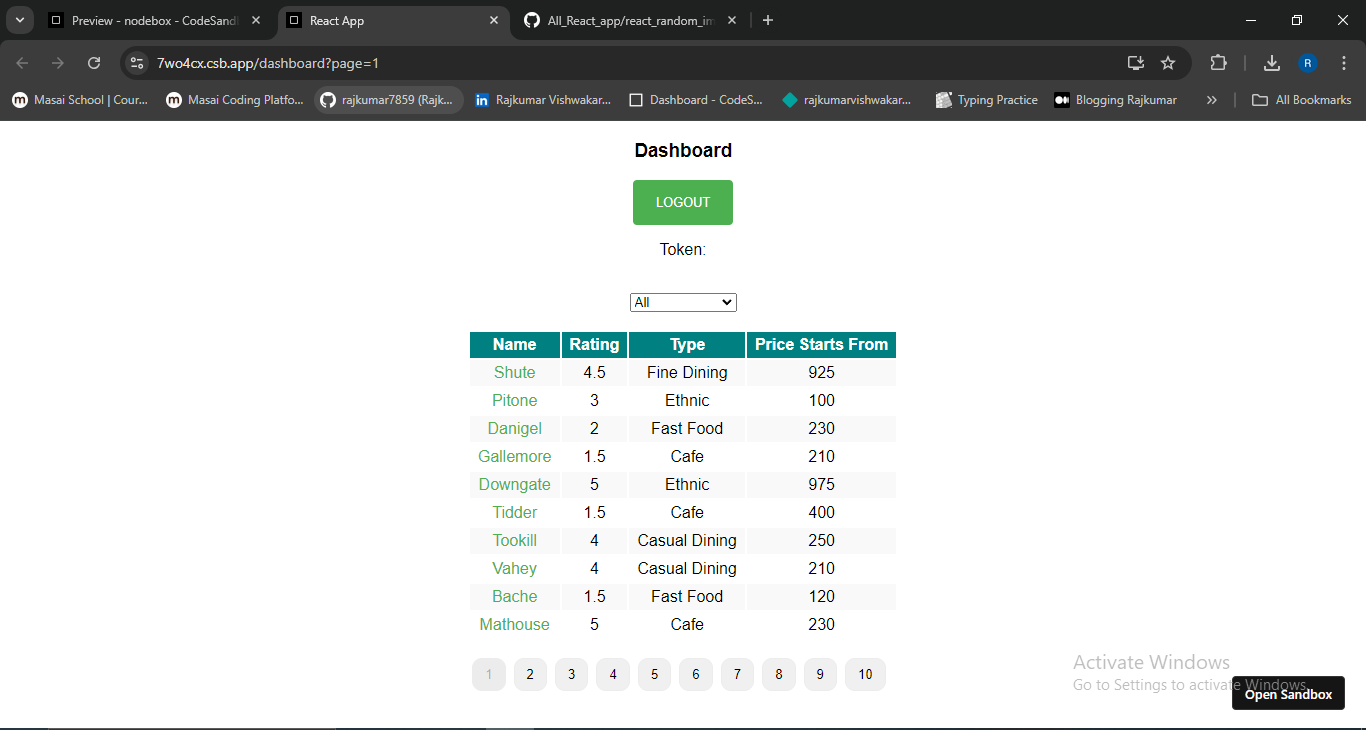 Preview - nodebox - CodeSand
React App
All_React_app/react_random_im
7wo4cx.csb.app/dashboard?page=1
R
Masai School | Cour...
Masai Coding Platfo...
rajkumar7859 (Rajk...
Rajkumar Vishwakar...
Dashboard - CodeS...
rajkumarvishwakar...
Typing Practice
Blogging Rajkumar
All Bookmarks
Dashboard
LOGOUT
Token:
All
Name Rating Type Price Starts From
Shute 4.5 Fine Dining 925
Pitone 3 Ethnic 100
Danigel 2 Fast Food 230
Gallemore 1.5 Cafe 210
Downgate 5 Ethnic 975
Tidder 1.5 Cafe 400
Tookill 4 Casual Dining 250
Vahey 4 Casual Dining 210
Bache 1.5 Fast Food 120
Mathouse 5 Cafe 230
1 2 3 4 5 6 7 8 9 10
Activate Windows
Go to Settings to activate Windows.
Open Sandbox